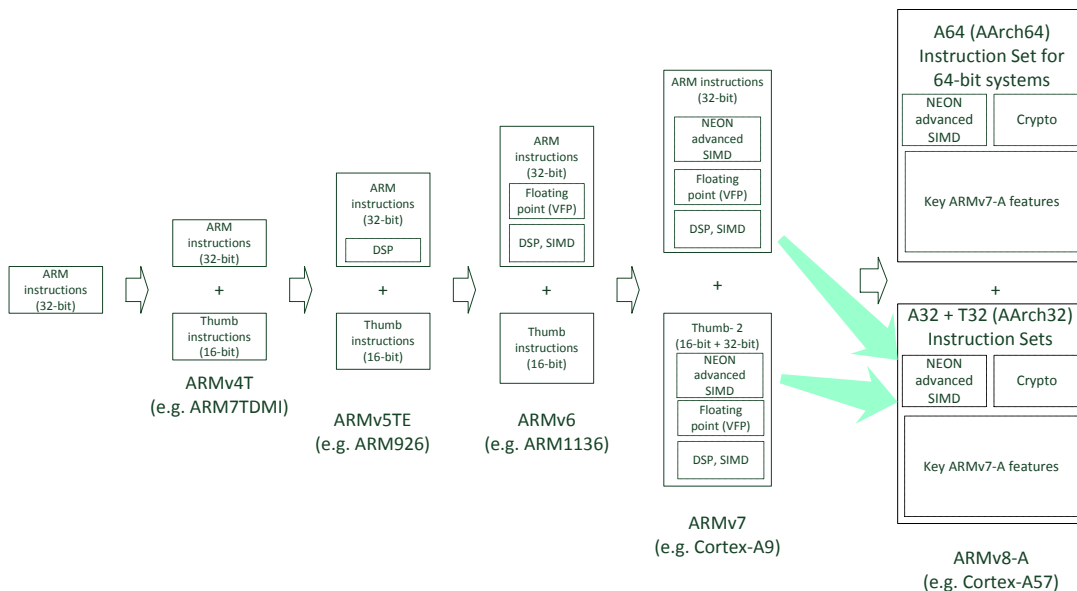 ARM
instructions
(32-bit)
ARM
instructions
(32-bit)
+
Thumb
instructions
(16-bit)
ARMv4T
(e.g. ARM7TDMI)
ARM
instructions
(32-bit)
DSP
+
Thumb
instructions
(16-bit)
ARMv5TE
(e.g. ARM926)
ARM
instructions
(32-bit)
Floating
point (VFP)
DSP, SIMD
+
Thumb
instructions
(16-bit)
ARMv6
(e.g. ARM1136)
ARM instructions
(32-bit)
NEON
advanced
SIMD
Floating
point (VFP)
DSP, SIMD
+
Thumb- 2
(16-bit + 32-bit)
NEON
advanced
SIMD
Floating
point (VFP)
DSP, SIMD
ARMv7
(e.g. Cortex-A9)
A64 (AArch64)
Instruction Set for
64-bit systems
NEON
advanced
SIMD
Crypto
Key ARMv7-A features
+
A32 + T32 (AArch32)
Instruction Sets
NEON
advanced
SIMD
Crypto
Key ARMv7-A features
ARMv8-A
(e.g. Cortex-A57)